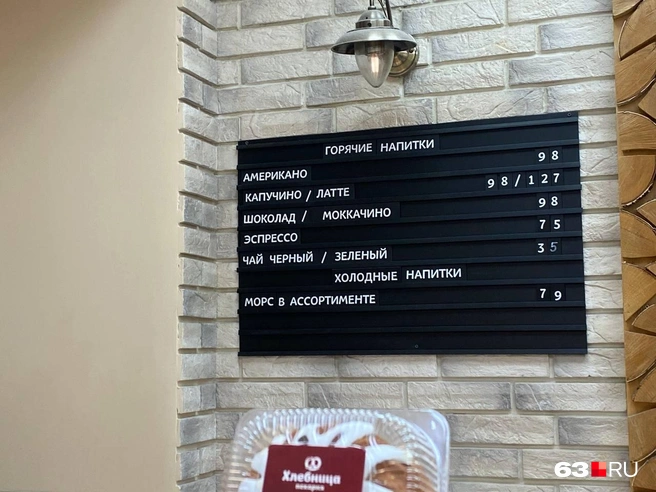 ГОРЯЧИЕ НАПИТКИ
АМЕРИКАНО 98
КАПУЧИНО / ЛАТТЕ 98/127
ШОКОЛАД / МОККАЧИНО 98
ЭСПРЕССО 75
ЧАЙ ЧЕРНЫЙ / ЗЕЛЕНЫЙ 35
ХОЛОДНЫЕ НАПИТКИ
МОРС В АССОРТИМЕНТЕ 79
Хлебница
пекарня
63.RU